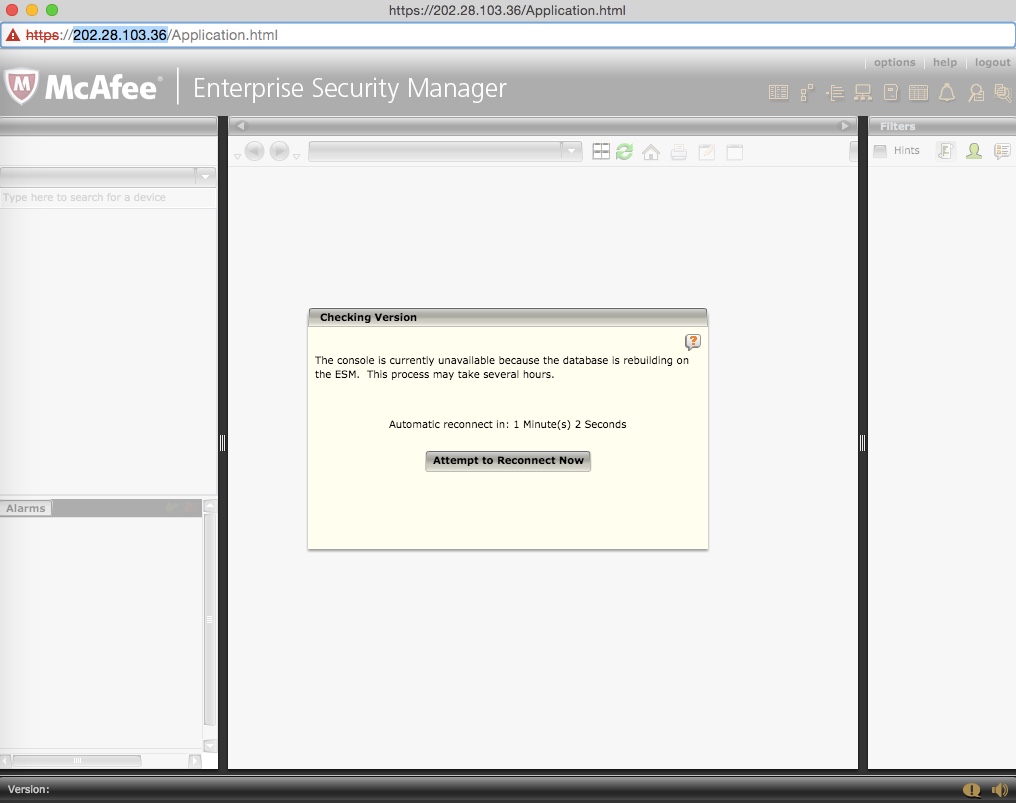 https://202.28.103.36/Application.html
https://202.28.103.36/Application.html
options help logout
McAfee Enterprise Security Manager
Filters
Hints
Type here to search for a device
Checking Version
The console is currently unavailable because the database is rebuilding on
the ESM. This process may take several hours.
Automatic reconnect in: 1 Minute(s) 2 Seconds
Attempt to Reconnect Now
Alarms
Version: